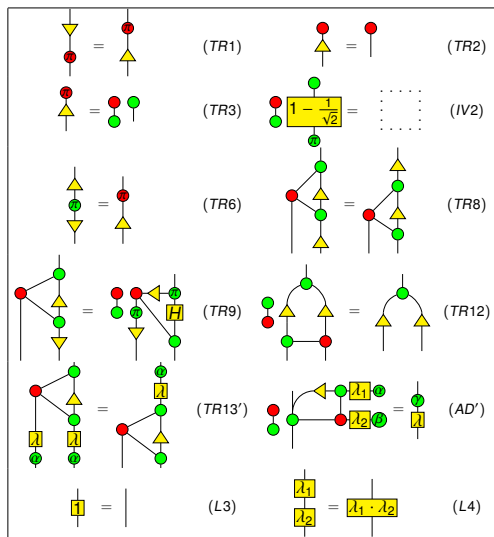 π = π (TR1) = (TR2)
π = (TR3) 1 − 1/√2 π = (IV2)
π = π (TR6) = (TR8)
= π π H (TR9) = (TR12)
λ α λ α = α λ (TR13′) λ₁ α λ₂ β = γ λ (AD′)
1 = (L3) λ₁ λ₂ = λ₁ · λ₂ (L4)